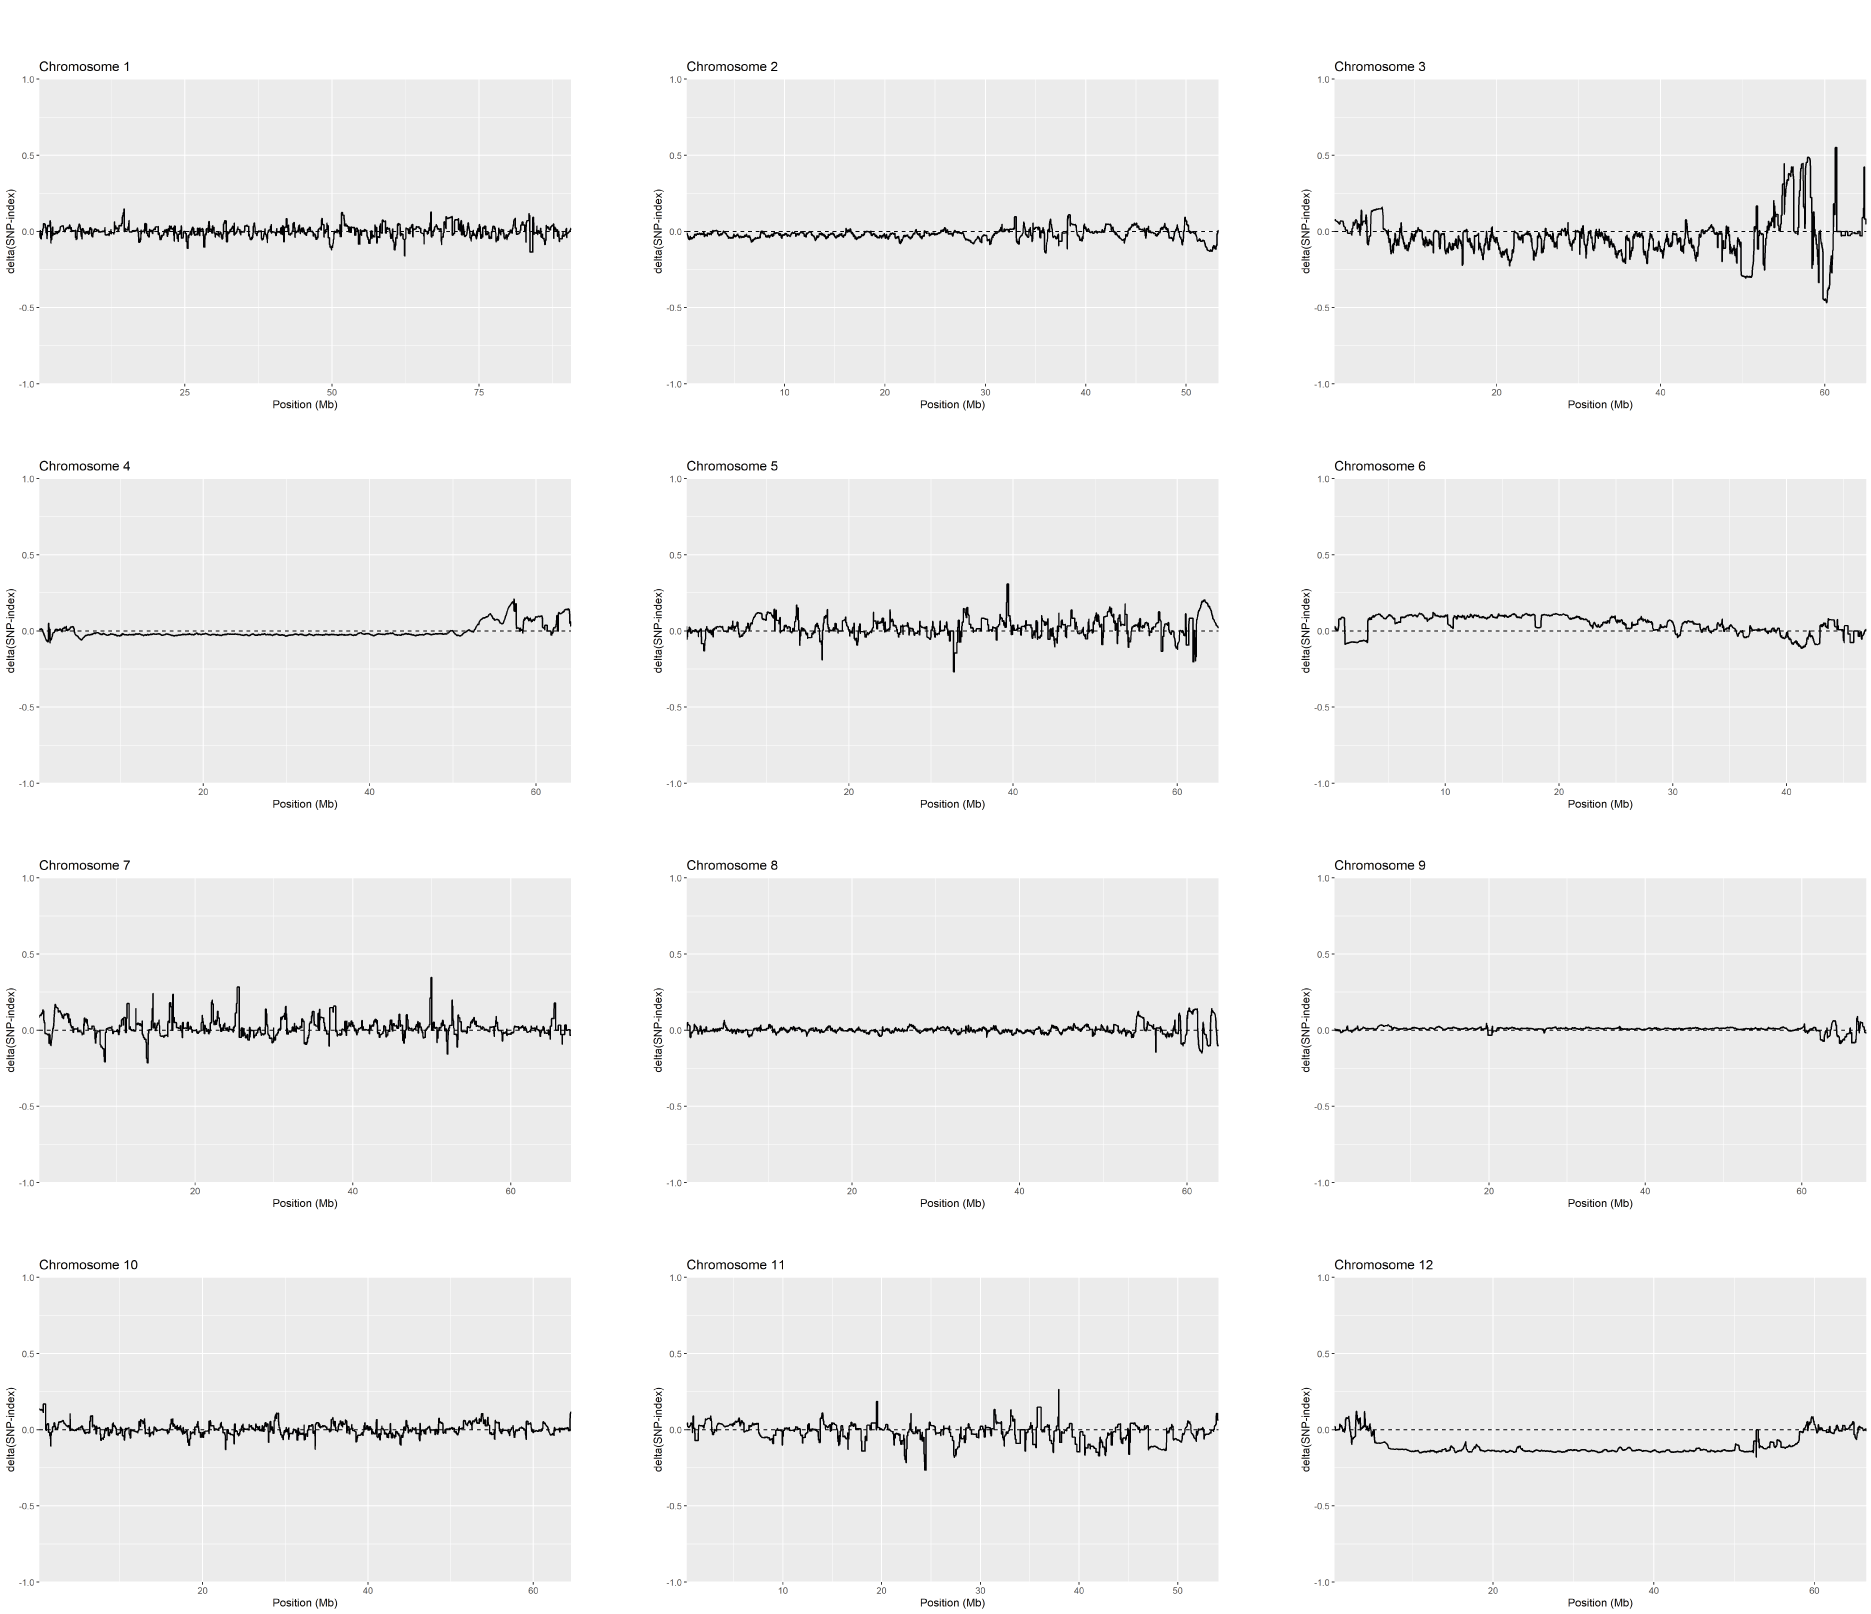 Chromosome 1
1.0
0.5
0.0
-0.5
-1.0
delta(SNP-index)
25
50
75
Position (Mb)
Chromosome 2
1.0
0.5
0.0
-0.5
-1.0
delta(SNP-index)
10
20
30
40
50
Position (Mb)
Chromosome 3
1.0
0.5
0.0
-0.5
-1.0
delta(SNP-index)
20
40
60
Position (Mb)
Chromosome 4
1.0
0.5
0.0
-0.5
-1.0
delta(SNP-index)
20
40
60
Position (Mb)
Chromosome 5
1.0
0.5
0.0
-0.5
-1.0
delta(SNP-index)
20
40
60
Position (Mb)
Chromosome 6
1.0
0.5
0.0
-0.5
-1.0
delta(SNP-index)
10
20
30
40
Position (Mb)
Chromosome 7
1.0
0.5
0.0
-0.5
-1.0
delta(SNP-index)
20
40
60
Position (Mb)
Chromosome 8
1.0
0.5
0.0
-0.5
-1.0
delta(SNP-index)
20
40
60
Position (Mb)
Chromosome 9
1.0
0.5
0.0
-0.5
-1.0
delta(SNP-index)
20
40
60
Position (Mb)
Chromosome 10
1.0
0.5
0.0
-0.5
-1.0
delta(SNP-index)
20
40
60
Position (Mb)
Chromosome 11
1.0
0.5
0.0
-0.5
-1.0
delta(SNP-index)
10
20
30
40
50
Position (Mb)
Chromosome 12
1.0
0.5
0.0
-0.5
-1.0
delta(SNP-index)
20
40
60
Position (Mb)